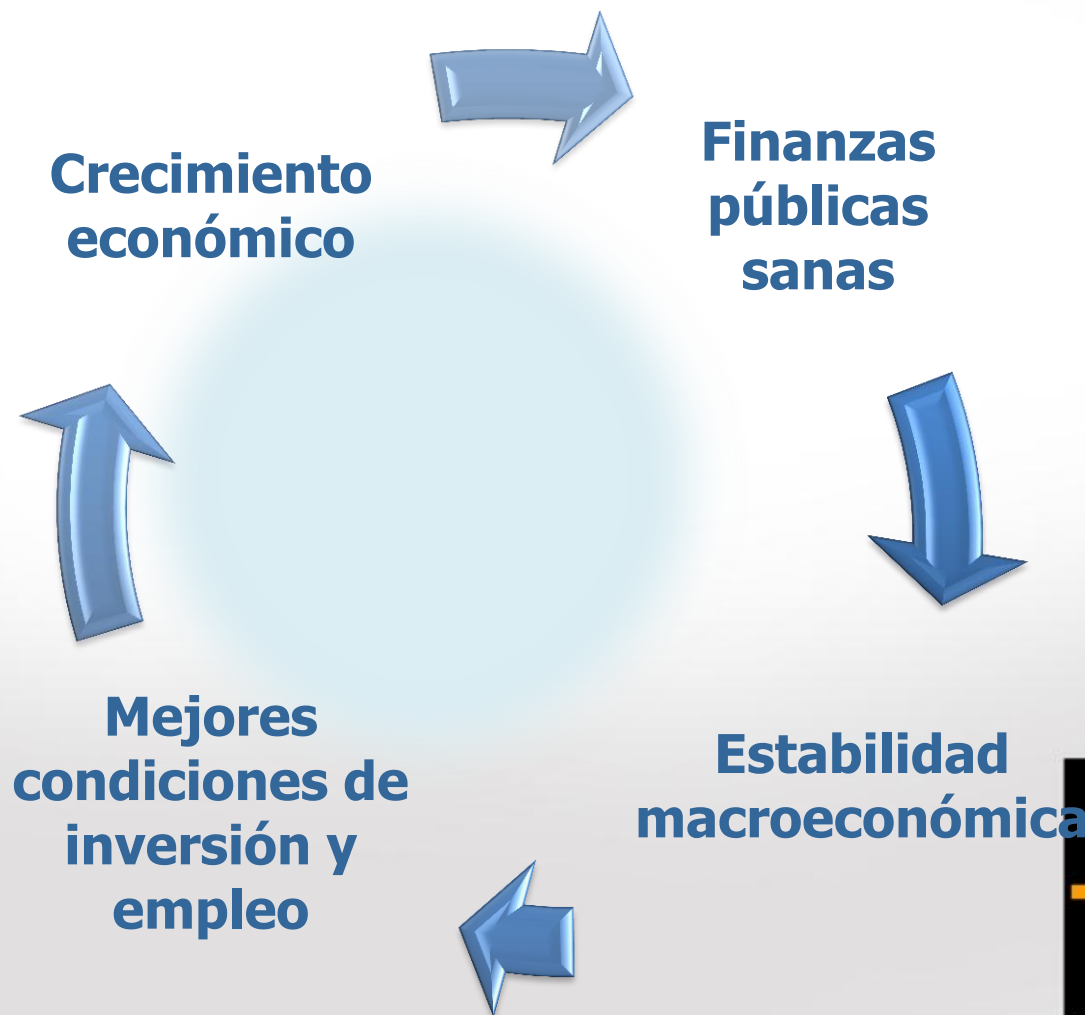 Crecimiento
económico
Finanzas
públicas
sanas
Mejores
condiciones de
inversión y
empleo
Estabilidad
macroeconómica